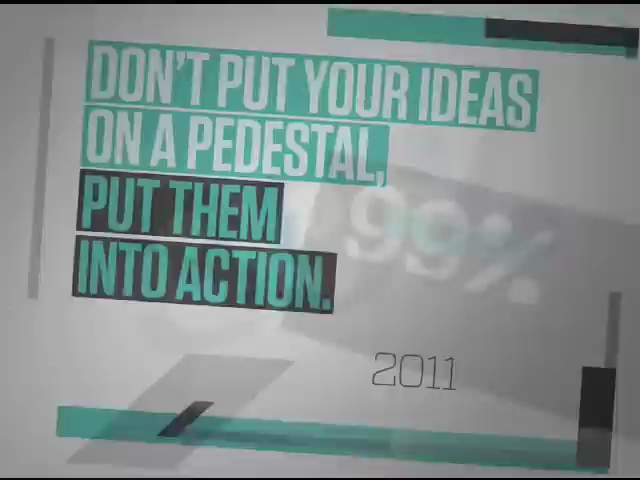 DON'T PUT YOUR IDEAS
ON A PEDESTAL,
PUT THEM
INTO ACTION.
99%
2011